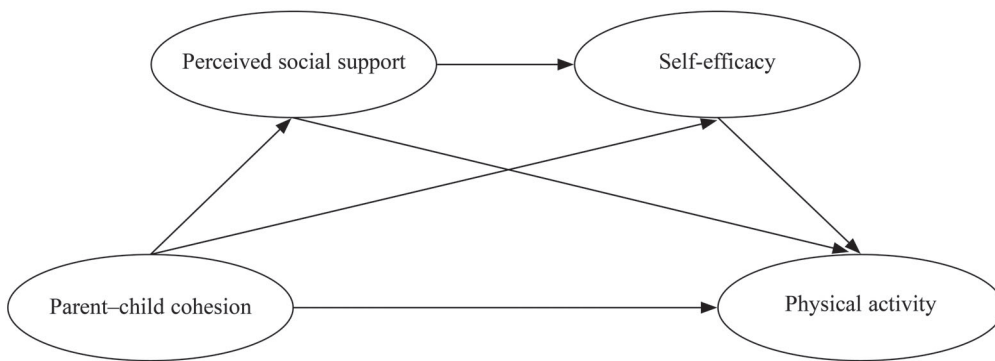 Perceived social support
Self-efficacy
Parent–child cohesion
Physical activity